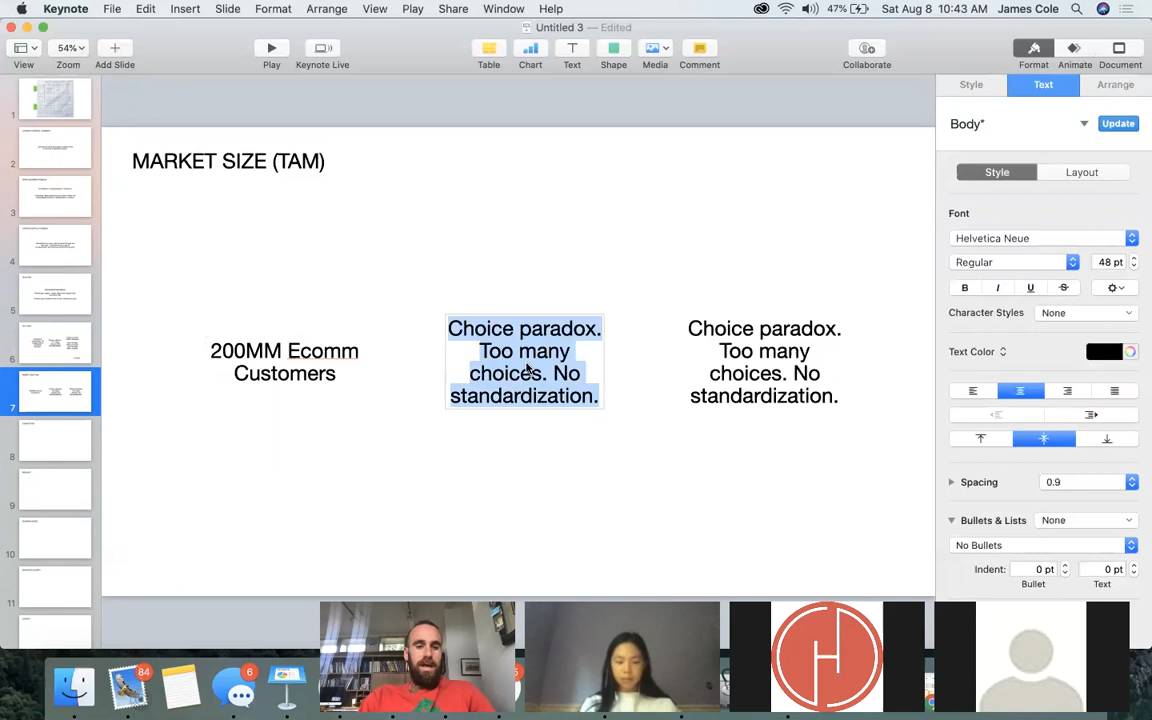 Keynote File Edit Insert Slide Format Arrange View Play Share Window Help 47% Sat Aug 8 10:43 AM James Cole
Untitled 3 — Edited
54%
View Zoom Add Slide Play Keynote Live Table Chart Text Shape Media Comment Collaborate Format Animate Document
Style Text Arrange
Body* Update
Style Layout
Font
Helvetica Neue
Regular 48 pt
B I U S
Character Styles None
Text Color
Spacing 0.9
Bullets & Lists None
No Bullets
Indent: 0 pt 0 pt
Bullet Text
1
2
3
4
5
6
7
8
9
10
11
MARKET SIZE (TAM)
200MM Ecomm
Customers
Choice paradox.
Too many
choices. No
standardization.
Choice paradox.
Too many
choices. No
standardization.
84
6
H